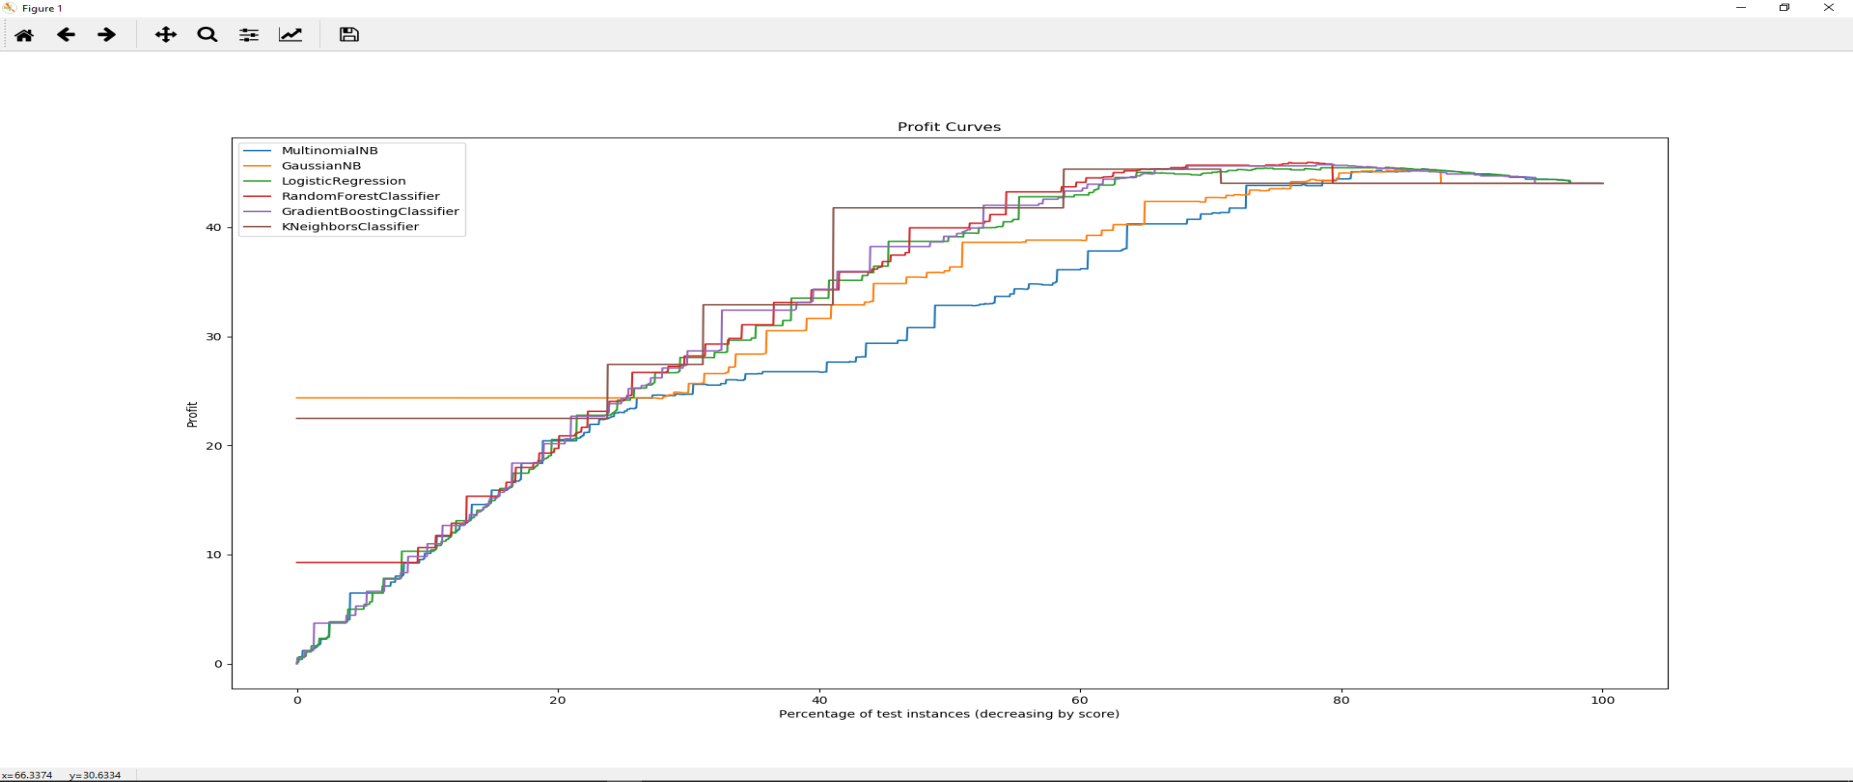 Figure 1
Profit Curves
MultinomialNB
GaussianNB
LogisticRegression
RandomForestClassifier
GradientBoostingClassifier
KNeighborsClassifier
Profit
40
30
20
10
0
0 20 40 60 80 100
Percentage of test instances (decreasing by score)
x=66.3374 y=30.6334